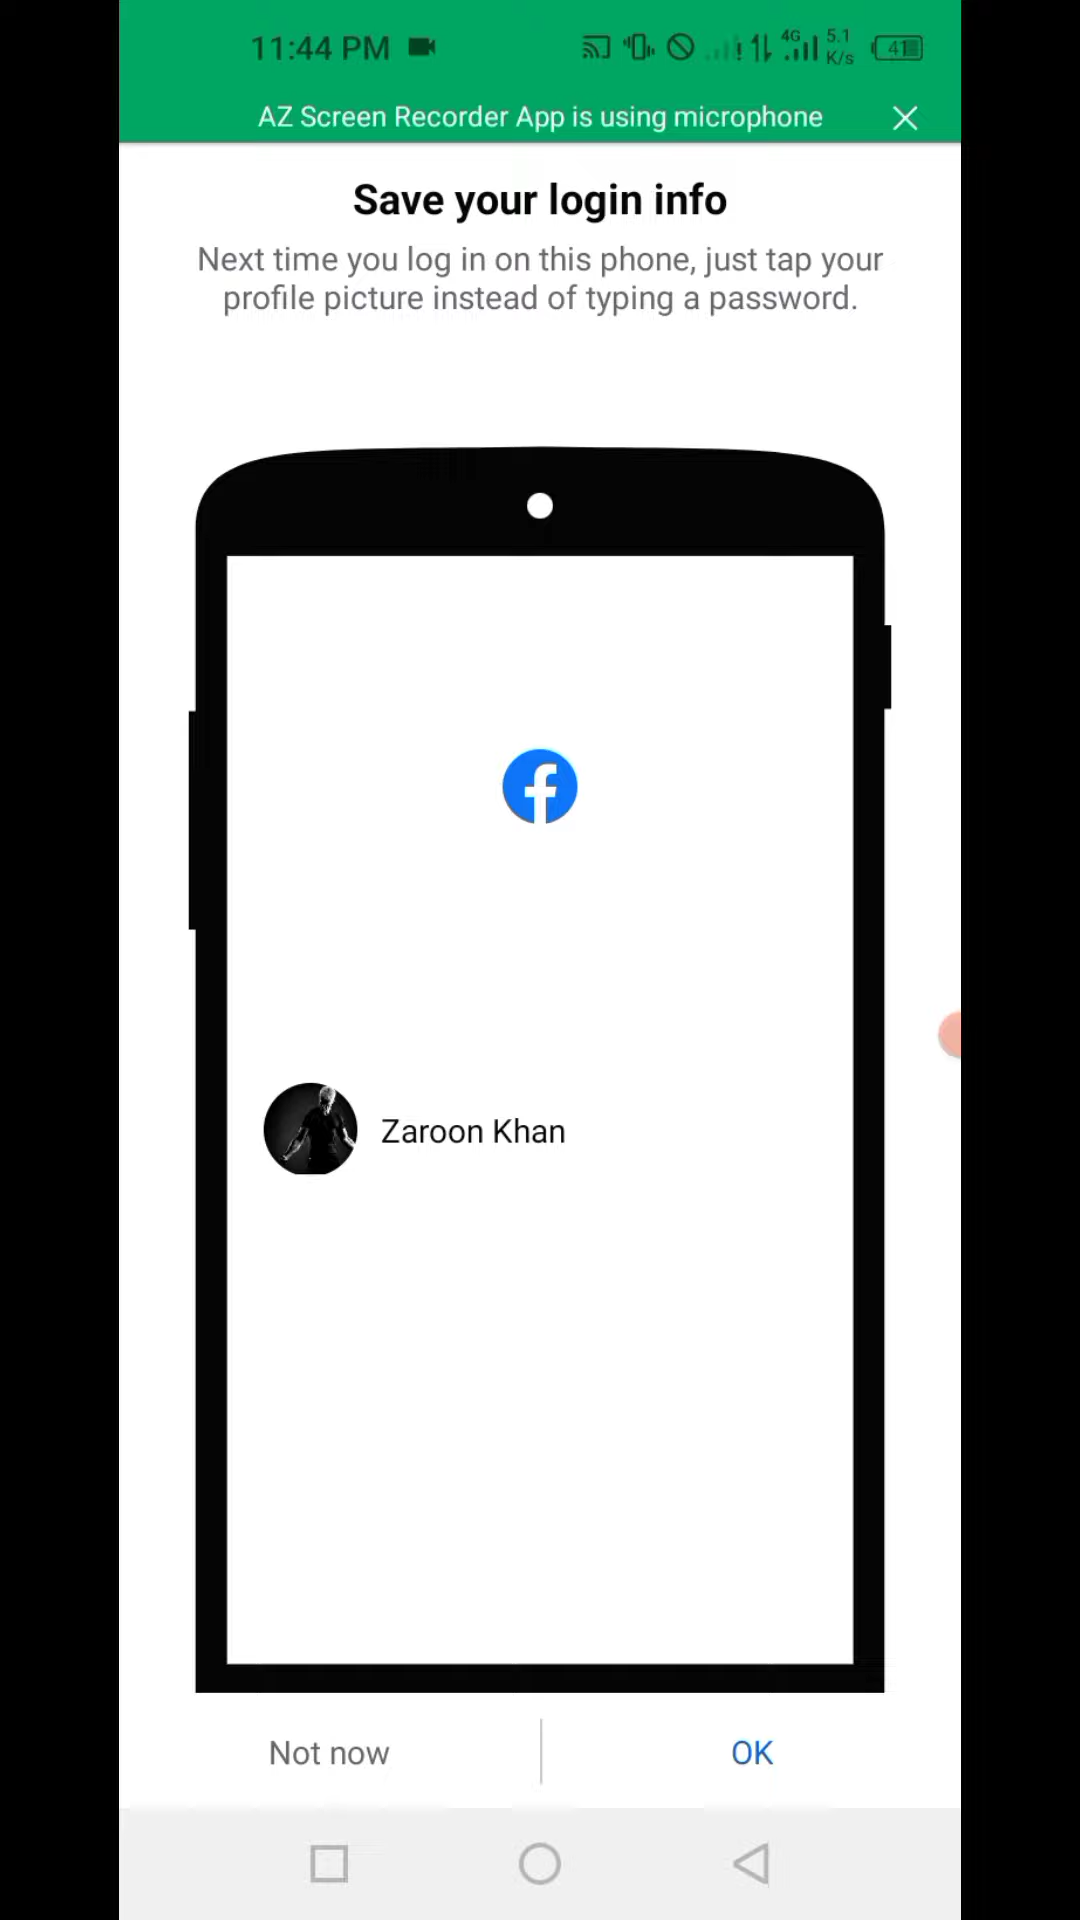 11:44 PM 4G 5.1 K/s 41
AZ Screen Recorder App is using microphone
Save your login info
Next time you log in on this phone, just tap your
profile picture instead of typing a password.
Zaroon Khan
Not now OK